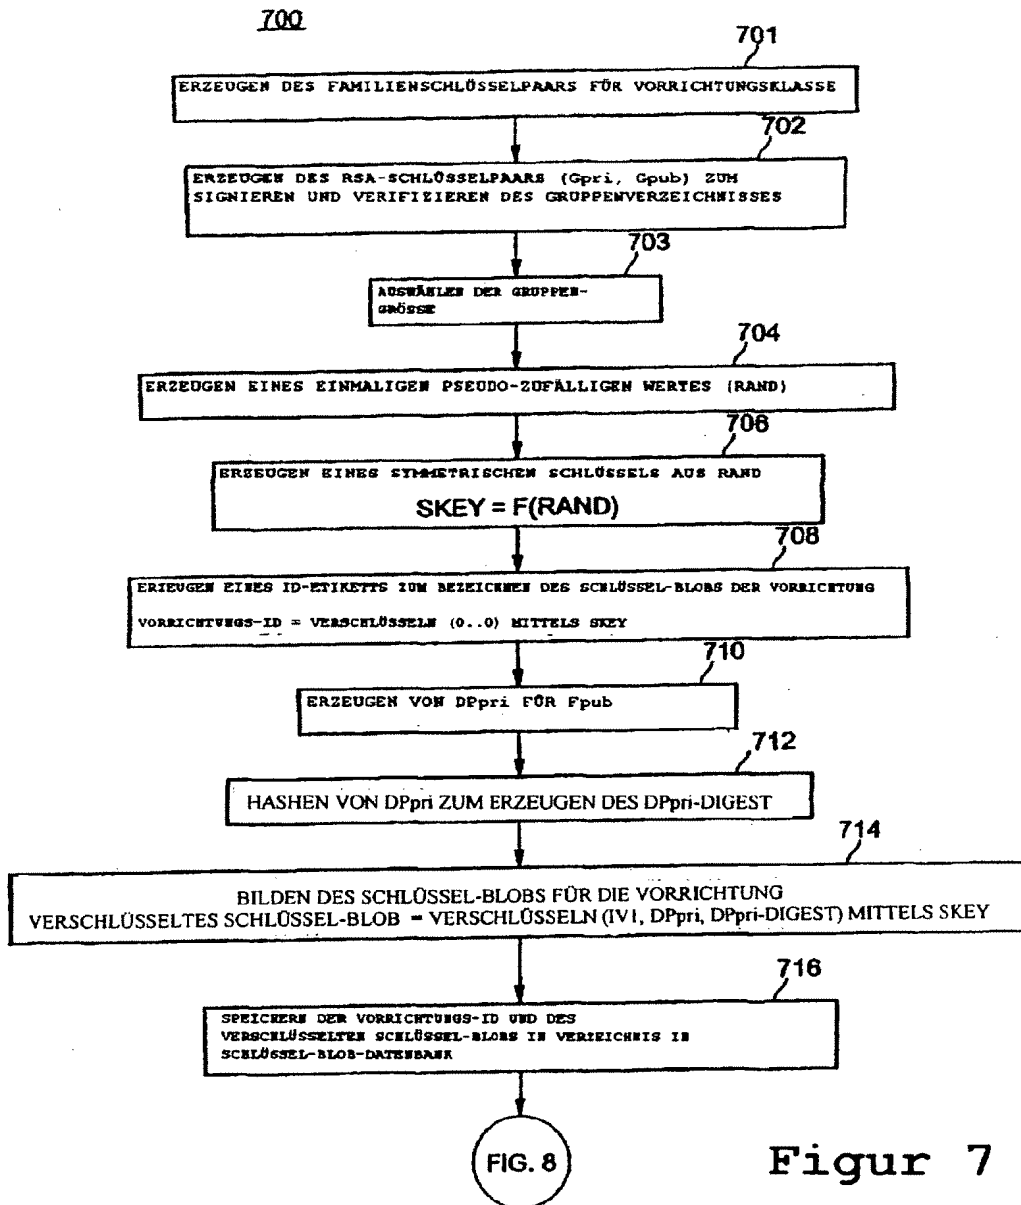 700
701
ERZEUGEN DES FAMILIENSCHLÜSSELPAARS FÜR VORRICHTUNGSKLASSE
702
ERZEUGEN DES RSA-SCHLÜSSELPAARS (Gpri, Gpub) ZUM
SIGNIEREN UND VERIFIZIEREN DES GRUPPENVERZEICHNISSES
703
AUSWÄHLEN DER GRUPPEN-
GRÖSSE
704
ERZEUGEN EINES EINMALIGEN PSEUDO-ZUFÄLLIGEN WERTES (RAND)
706
ERZEUGEN EINES SYMMETRISCHEN SCHLÜSSELS AUS RAND
SKEY = F(RAND)
708
ERZEUGEN EINES ID-ETIKETTS ZUM BEZEICHNEN DES SCHLÜSSEL-BLOBS DER VORRICHTUNG
VORRICHTUNGS-ID = VERSCHLÜSSELN (0..0) MITTELS SKEY
710
ERZEUGEN VON DPpri FÜR Fpub
712
HASHEN VON DPpri ZUM ERZEUGEN DES DPpri-DIGEST
714
BILDEN DES SCHLÜSSEL-BLOBS FÜR DIE VORRICHTUNG
VERSCHLÜSSELTES SCHLÜSSEL-BLOB = VERSCHLÜSSELN (IV1, DPpri, DPpri-DIGEST) MITTELS SKEY
716
SPEICHERN DER VORRICHTUNGS-ID UND DES
VERSCHLÜSSELTEN SCHLÜSSEL-BLOBS IN VERZEICHNIS IN
SCHLÜSSEL-BLOB-DATENBANK
FIG. 8
Figur 7